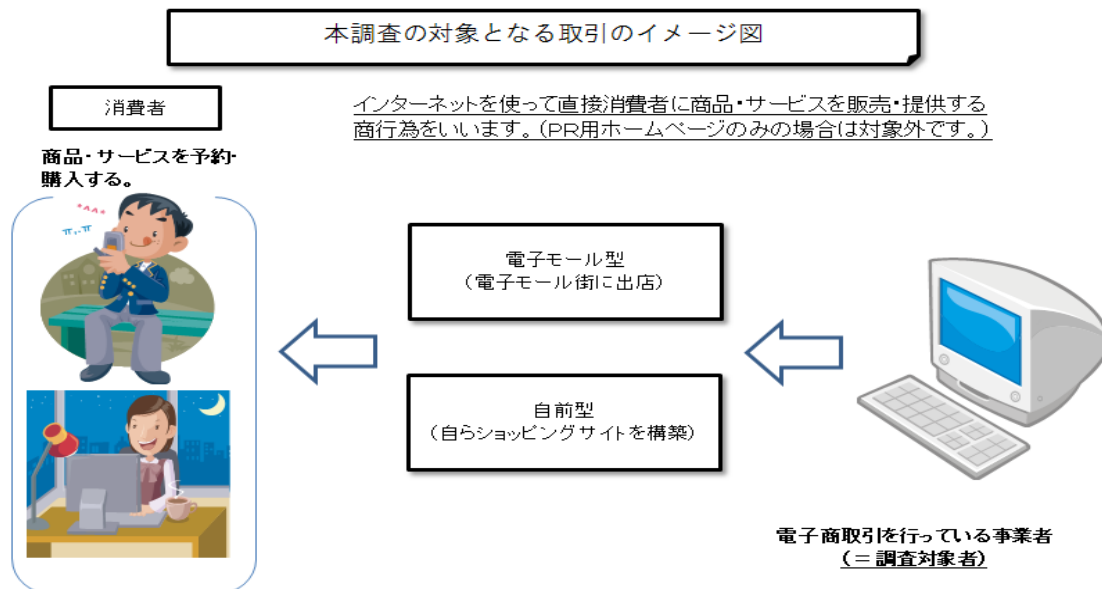 本調査の対象となる取引のイメージ図
消費者
インターネットを使って直接消費者に商品・サービスを販売・提供する
商行為をいいます。（PR用ホームページのみの場合は対象外です。）
商品・サービスを予約・
購入する。
*^^*
π,.π
電子モール型
（電子モール街に出店）
自前型
（自らショッピングサイトを構築）
電子商取引を行っている事業者
（＝調査対象者）